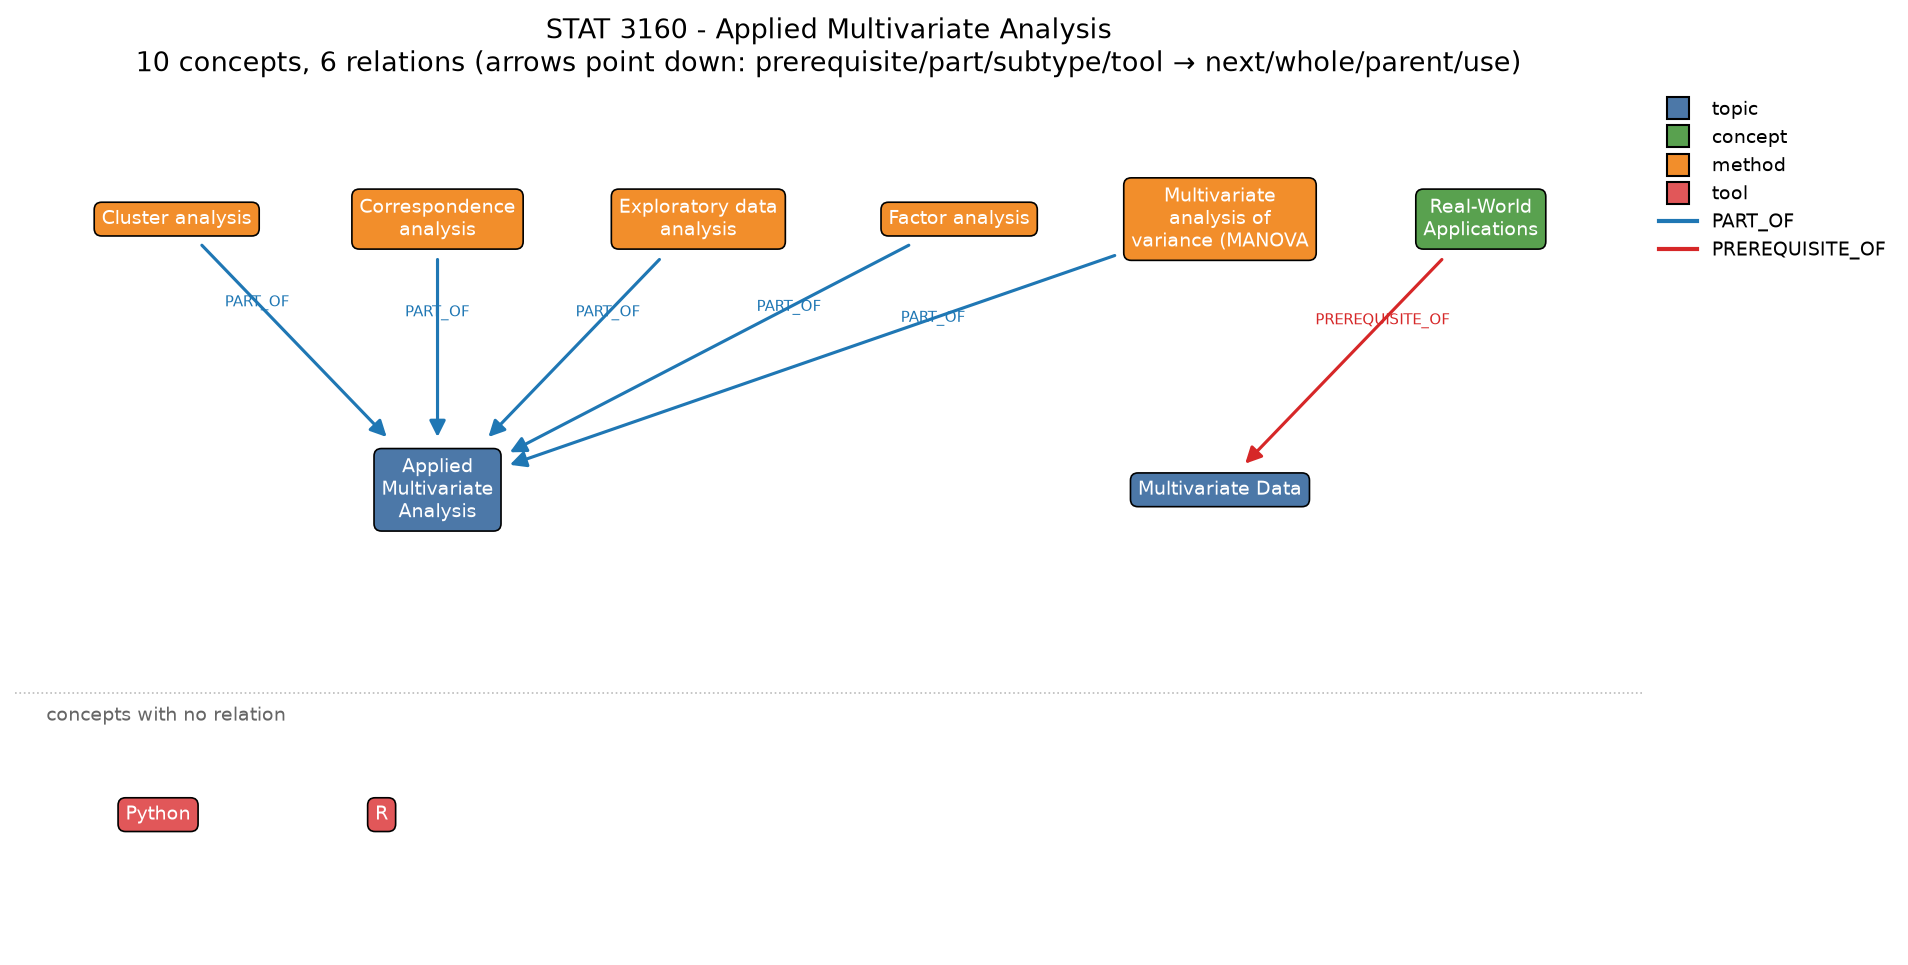 STAT 3160 - Applied Multivariate Analysis
10 concepts, 6 relations (arrows point down: prerequisite/part/subtype/tool → next/whole/parent/use)
topic
concept
method
tool
PART_OF
PREREQUISITE_OF
Cluster analysis
Correspondence
analysis
Exploratory data
analysis
Factor analysis
Multivariate
analysis of
variance (MANOVA
Real-World
Applications
PART_OF
PART_OF
PART_OF
PART_OF
PART_OF
PREREQUISITE_OF
Applied
Multivariate
Analysis
Multivariate Data
concepts with no relation
Python
R